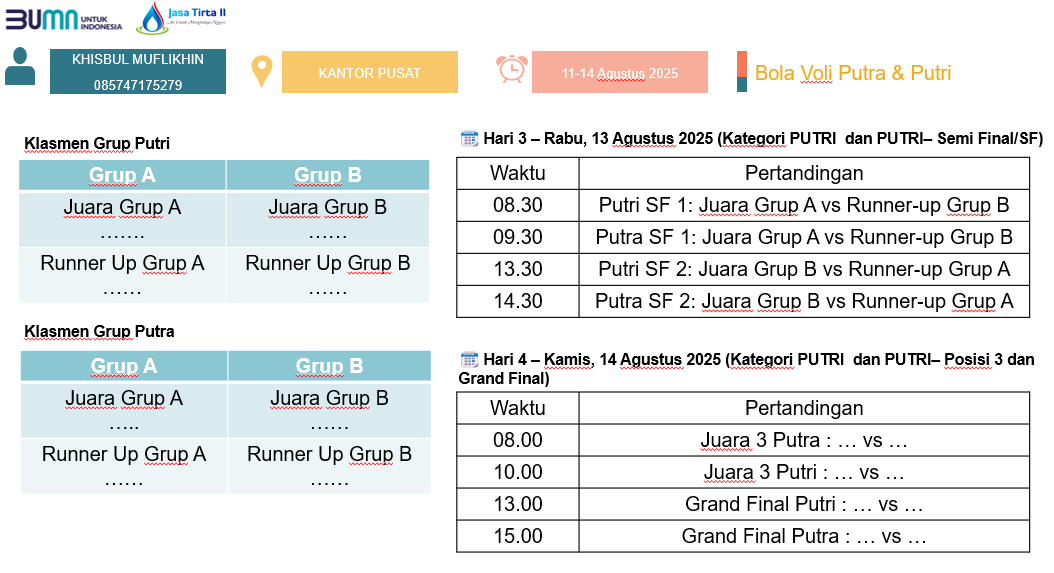 BUMN UNTUK
INDONESIA
Jasa Tirta II
Air Untuk Menghidupi Negeri
KHISBUL MUFLIKHIN
085747175279
KANTOR PUSAT
11-14 Agustus 2025
Bola Voli Putra & Putri
Klasmen Grup Putri
Grup A Grup B
Juara Grup A Juara Grup B
……. ……
Runner Up Grup A Runner Up Grup B
…… ……
Klasmen Grup Putra
Grup A Grup B
Juara Grup A Juara Grup B
….. ……
Runner Up Grup A Runner Up Grup B
…… ……
Hari 3 – Rabu, 13 Agustus 2025 (Kategori PUTRI  dan PUTRI– Semi Final/SF)
Waktu Pertandingan
08.30 Putri SF 1: Juara Grup A vs Runner-up Grup B
09.30 Putra SF 1: Juara Grup A vs Runner-up Grup B
13.30 Putri SF 2: Juara Grup B vs Runner-up Grup A
14.30 Putra SF 2: Juara Grup B vs Runner-up Grup A
Hari 4 – Kamis, 14 Agustus 2025 (Kategori PUTRI  dan PUTRI– Posisi 3 dan
Grand Final)
Waktu Pertandingan
08.00 Juara 3 Putra : … vs …
10.00 Juara 3 Putri : … vs …
13.00 Grand Final Putri : … vs …
15.00 Grand Final Putra : … vs …